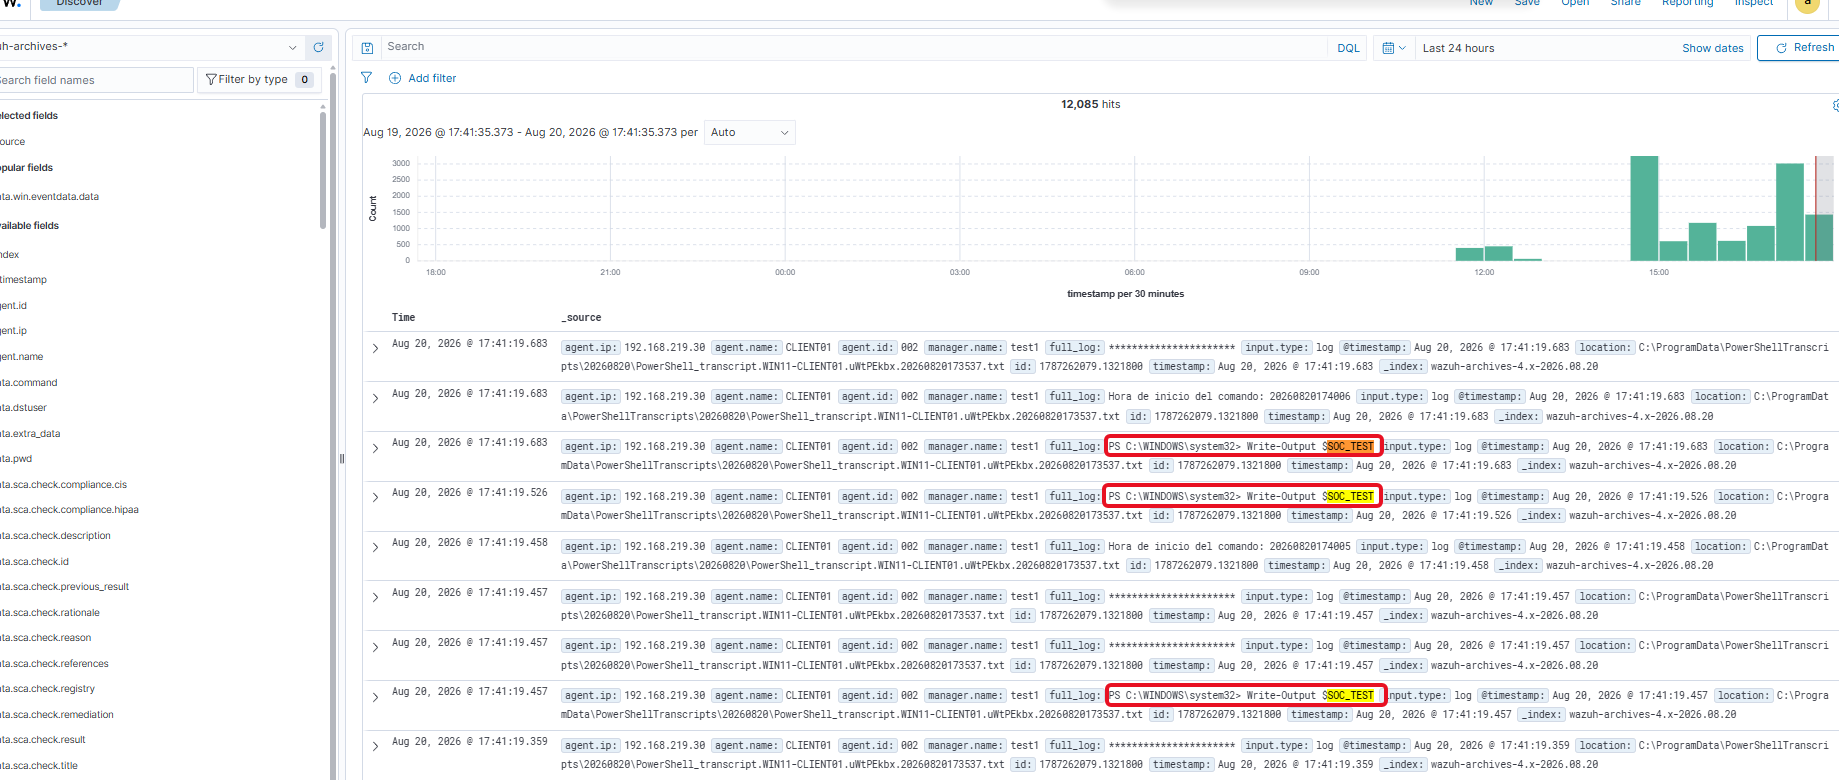 w.
Discover
New Save Open Share Reporting Inspect
a
uh-archives-*
Search
DQL
Last 24 hours
Show dates
Refresh
earch field names
Filter by type 0
Add filter
elected fields
ource
opular fields
ata.win.eventdata.data
vailable fields
ndex
imestamp
gent.id
gent.ip
gent.name
ata.command
ata.dstuser
ata.extra_data
ata.pwd
ata.sca.check.compliance.cis
ata.sca.check.compliance.hipaa
ata.sca.check.description
ata.sca.check.id
ata.sca.check.previous_result
ata.sca.check.rationale
ata.sca.check.reason
ata.sca.check.references
ata.sca.check.registry
ata.sca.check.remediation
ata.sca.check.result
ata.sca.check.title
12,085 hits
Aug 19, 2026 @ 17:41:35.373 - Aug 20, 2026 @ 17:41:35.373 per Auto
Count
3000
2500
2000
1500
1000
500
0
18:00 21:00 00:00 03:00 06:00 09:00 12:00 15:00
timestamp per 30 minutes
Time _source
Aug 20, 2026 @ 17:41:19.683 agent.ip: 192.168.219.30 agent.name: CLIENT01 agent.id: 002 manager.name: test1 full_log: ********************** input.type: log @timestamp: Aug 20, 2026 @ 17:41:19.683 location: C:\ProgramData\PowerShellTranscri
pts\20260820\PowerShell_transcript.WIN11-CLIENT01.uWtPEkbx.20260820173537.txt id: 1787262079.1321800 timestamp: Aug 20, 2026 @ 17:41:19.683 _index: wazuh-archives-4.x-2026.08.20
Aug 20, 2026 @ 17:41:19.683 agent.ip: 192.168.219.30 agent.name: CLIENT01 agent.id: 002 manager.name: test1 full_log: Hora de inicio del comando: 20260820174006 input.type: log @timestamp: Aug 20, 2026 @ 17:41:19.683 location: C:\ProgramDat
a\PowerShellTranscripts\20260820\PowerShell_transcript.WIN11-CLIENT01.uWtPEkbx.20260820173537.txt id: 1787262079.1321800 timestamp: Aug 20, 2026 @ 17:41:19.683 _index: wazuh-archives-4.x-2026.08.20
Aug 20, 2026 @ 17:41:19.683 agent.ip: 192.168.219.30 agent.name: CLIENT01 agent.id: 002 manager.name: test1 full_log: PS C:\WINDOWS\system32> Write-Output $SOC_TEST input.type: log @timestamp: Aug 20, 2026 @ 17:41:19.683 location: C:\Progra
mData\PowerShellTranscripts\20260820\PowerShell_transcript.WIN11-CLIENT01.uWtPEkbx.20260820173537.txt id: 1787262079.1321800 timestamp: Aug 20, 2026 @ 17:41:19.683 _index: wazuh-archives-4.x-2026.08.20
Aug 20, 2026 @ 17:41:19.526 agent.ip: 192.168.219.30 agent.name: CLIENT01 agent.id: 002 manager.name: test1 full_log: PS C:\WINDOWS\system32> Write-Output $SOC_TEST input.type: log @timestamp: Aug 20, 2026 @ 17:41:19.526 location: C:\Progra
mData\PowerShellTranscripts\20260820\PowerShell_transcript.WIN11-CLIENT01.uWtPEkbx.20260820173537.txt id: 1787262079.1321800 timestamp: Aug 20, 2026 @ 17:41:19.526 _index: wazuh-archives-4.x-2026.08.20
Aug 20, 2026 @ 17:41:19.458 agent.ip: 192.168.219.30 agent.name: CLIENT01 agent.id: 002 manager.name: test1 full_log: Hora de inicio del comando: 20260820174005 input.type: log @timestamp: Aug 20, 2026 @ 17:41:19.458 location: C:\ProgramDat
a\PowerShellTranscripts\20260820\PowerShell_transcript.WIN11-CLIENT01.uWtPEkbx.20260820173537.txt id: 1787262079.1321800 timestamp: Aug 20, 2026 @ 17:41:19.458 _index: wazuh-archives-4.x-2026.08.20
Aug 20, 2026 @ 17:41:19.457 agent.ip: 192.168.219.30 agent.name: CLIENT01 agent.id: 002 manager.name: test1 full_log: ********************** input.type: log @timestamp: Aug 20, 2026 @ 17:41:19.457 location: C:\ProgramData\PowerShellTranscri
pts\20260820\PowerShell_transcript.WIN11-CLIENT01.uWtPEkbx.20260820173537.txt id: 1787262079.1321800 timestamp: Aug 20, 2026 @ 17:41:19.457 _index: wazuh-archives-4.x-2026.08.20
Aug 20, 2026 @ 17:41:19.457 agent.ip: 192.168.219.30 agent.name: CLIENT01 agent.id: 002 manager.name: test1 full_log: ********************** input.type: log @timestamp: Aug 20, 2026 @ 17:41:19.457 location: C:\ProgramData\PowerShellTranscri
pts\20260820\PowerShell_transcript.WIN11-CLIENT01.uWtPEkbx.20260820173537.txt id: 1787262079.1321800 timestamp: Aug 20, 2026 @ 17:41:19.457 _index: wazuh-archives-4.x-2026.08.20
Aug 20, 2026 @ 17:41:19.457 agent.ip: 192.168.219.30 agent.name: CLIENT01 agent.id: 002 manager.name: test1 full_log: PS C:\WINDOWS\system32> Write-Output $SOC_TEST input.type: log @timestamp: Aug 20, 2026 @ 17:41:19.457 location: C:\Progra
mData\PowerShellTranscripts\20260820\PowerShell_transcript.WIN11-CLIENT01.uWtPEkbx.20260820173537.txt id: 1787262079.1321800 timestamp: Aug 20, 2026 @ 17:41:19.457 _index: wazuh-archives-4.x-2026.08.20
Aug 20, 2026 @ 17:41:19.359 agent.ip: 192.168.219.30 agent.name: CLIENT01 agent.id: 002 manager.name: test1 full_log: ********************** input.type: log @timestamp: Aug 20, 2026 @ 17:41:19.359 location: C:\ProgramData\PowerShellTranscri
pts\20260820\PowerShell_transcript.WIN11-CLIENT01.uWtPEkbx.20260820173537.txt id: 1787262079.1321800 timestamp: Aug 20, 2026 @ 17:41:19.359 _index: wazuh-archives-4.x-2026.08.20